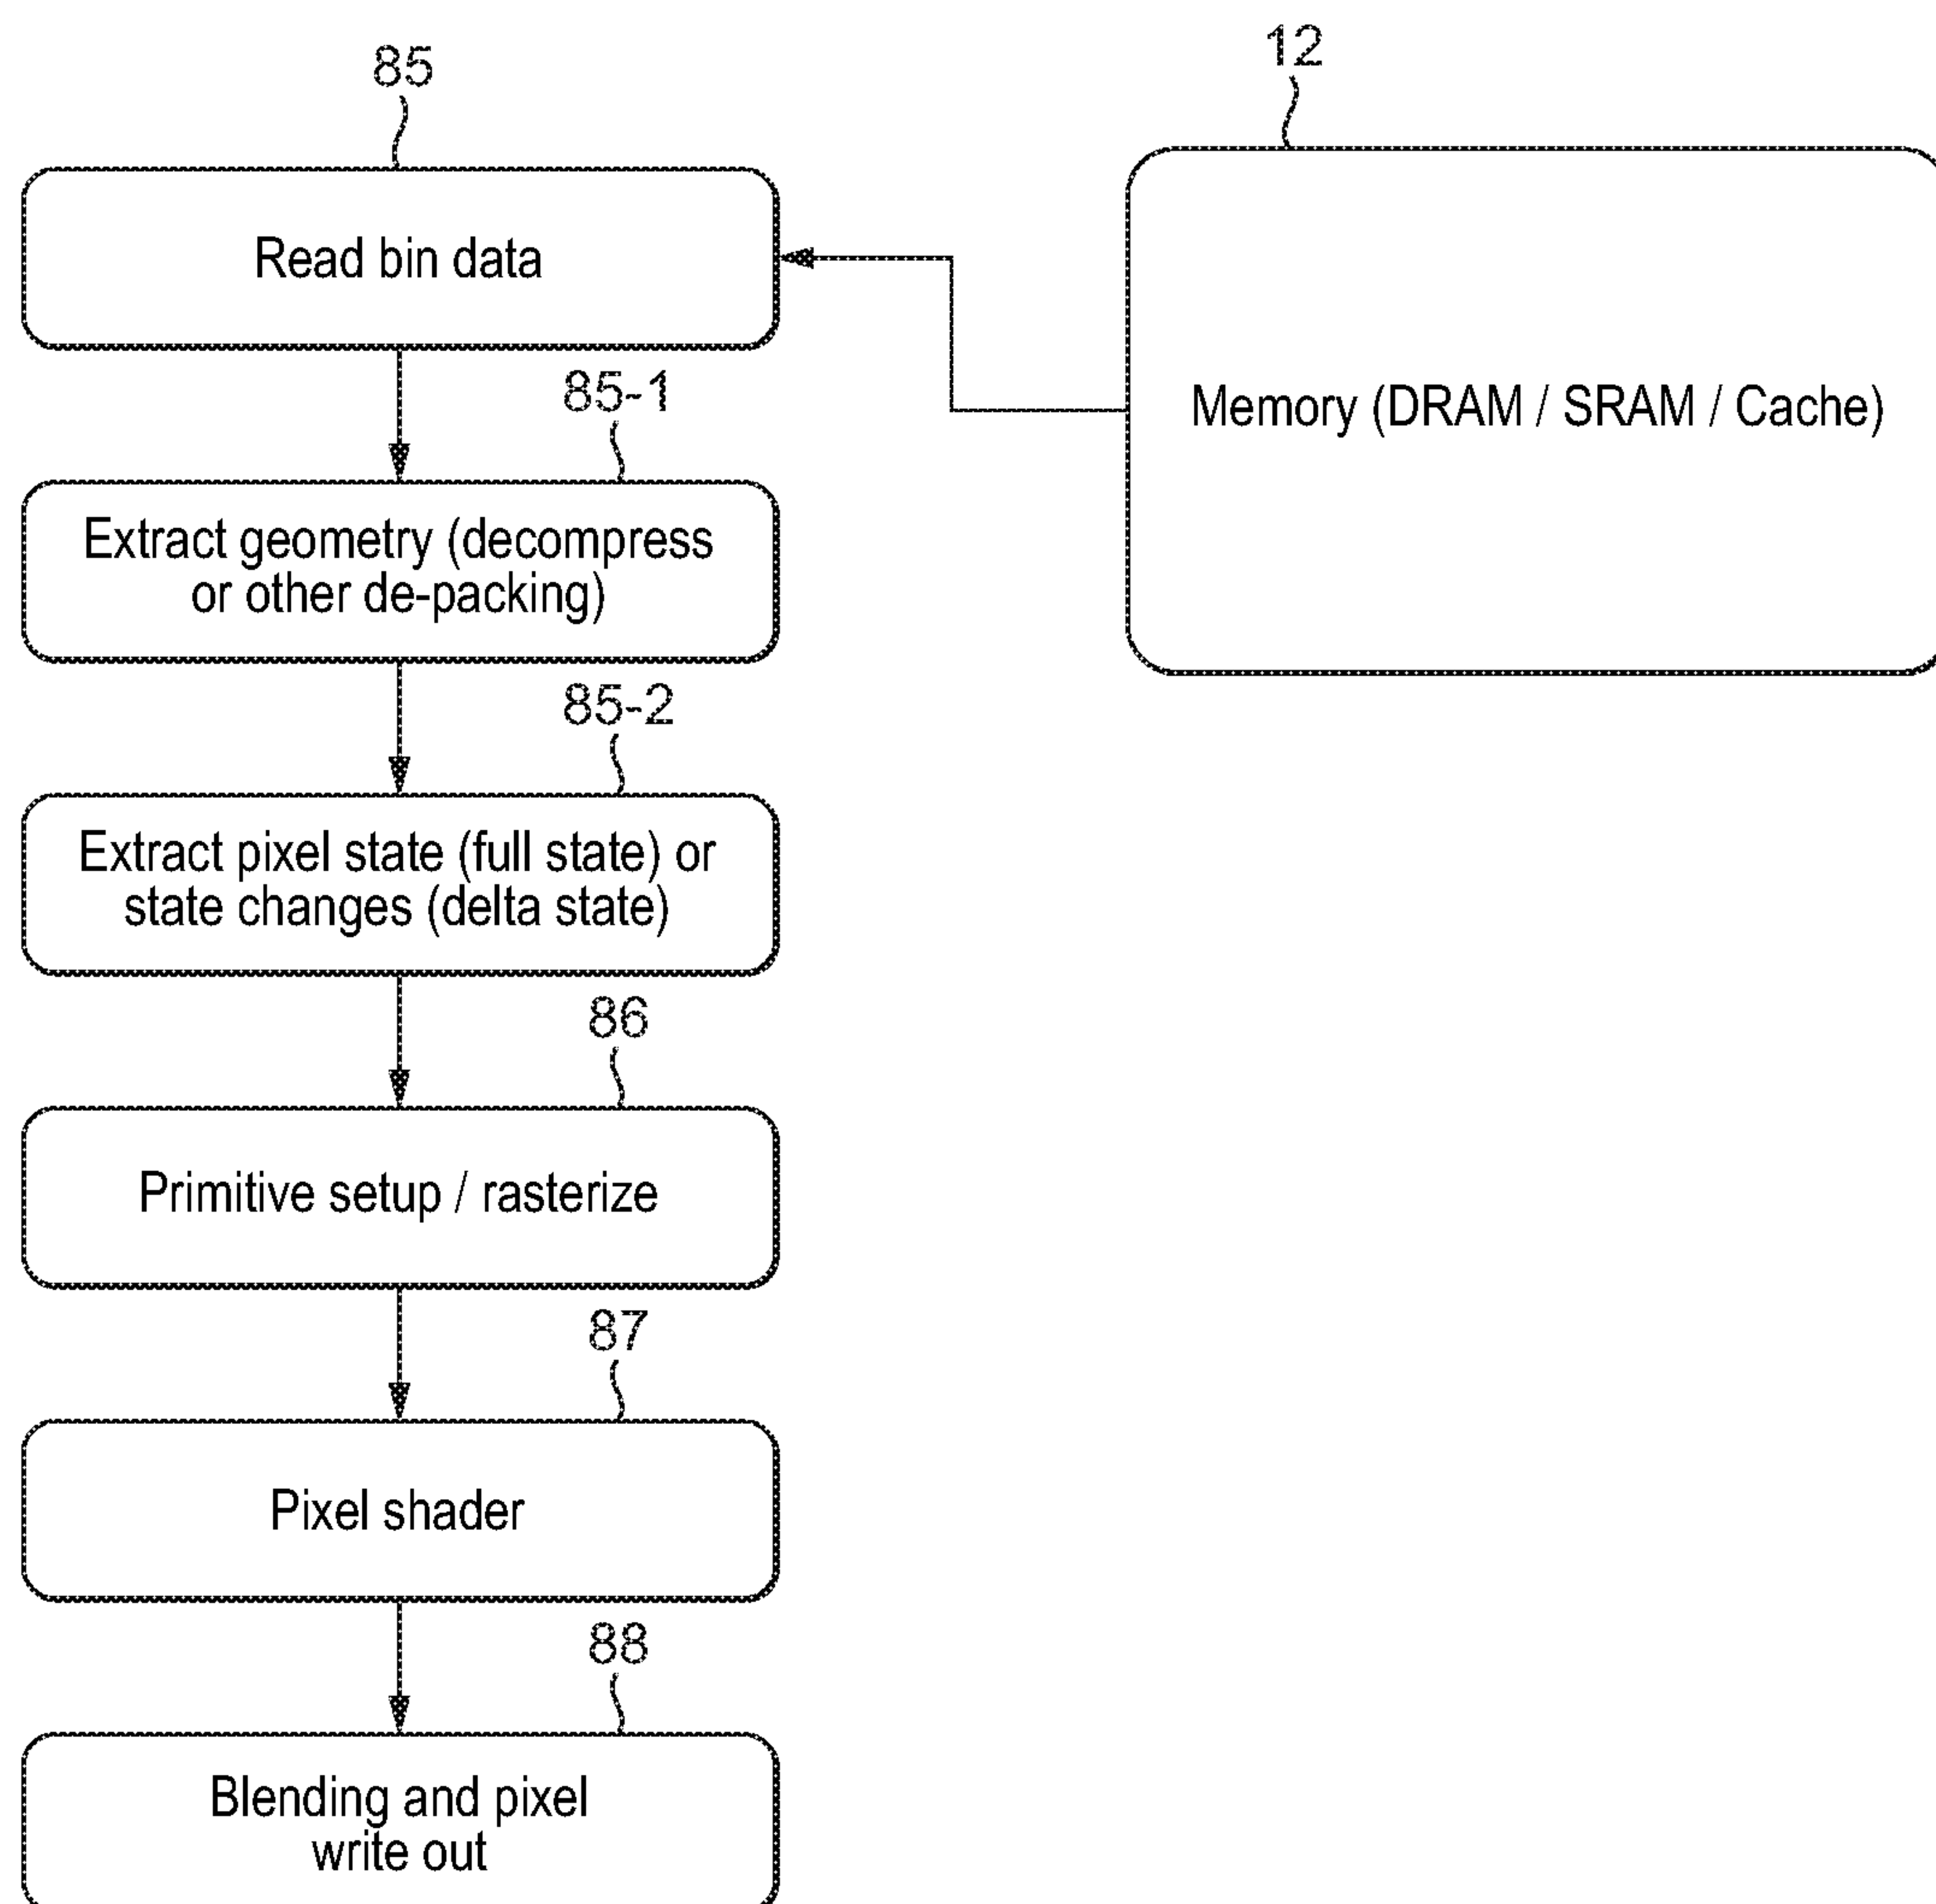 85
12
Read bin data
Memory (DRAM / SRAM / Cache)
85-1
Extract geometry (decompress
or other de-packing)
85-2
Extract pixel state (full state) or
state changes (delta state)
86
Primitive setup / rasterize
87
Pixel shader
88
Blending and pixel
write out